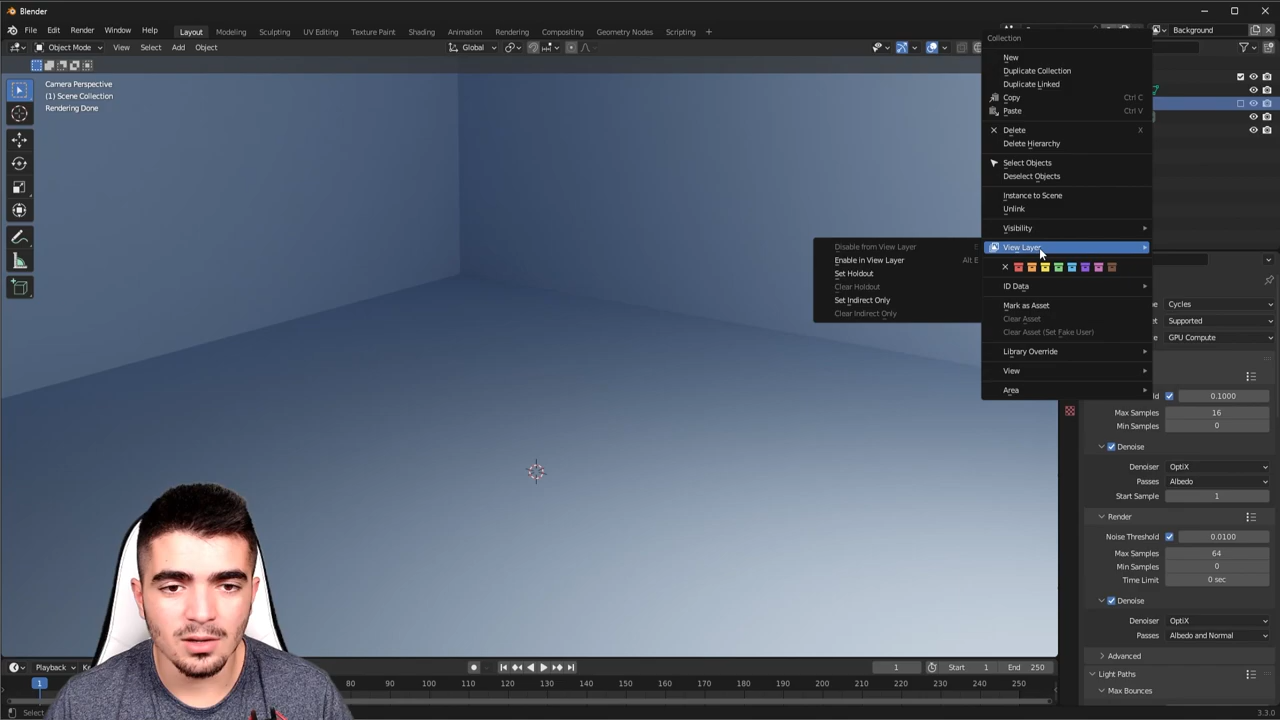 Blender
File Edit Render Window Help Layout Modeling Sculpting UV Editing Texture Paint Shading Animation Rendering Compositing Geometry Nodes Scripting + Background
Object Mode View Select Add Object Global
Camera Perspective
(1) Scene Collection
Rendering Done
Collection
New
Duplicate Collection
Duplicate Linked
Copy Ctrl C
Paste Ctrl V
Delete X
Delete Hierarchy
Select Objects
Deselect Objects
Instance to Scene
Unlink
Visibility
View Layer
ID Data
Mark as Asset
Clear Asset
Clear Asset (Set Fake User)
Library Override
View
Area
Disable from View Layer
Enable in View Layer Alt E
Set Holdout
Clear Holdout
Set Indirect Only
Clear Indirect Only
Cycles
Supported
GPU Compute
0.1000
Max Samples 16
Min Samples 0
Denoise
Denoiser OptiX
Passes Albedo
Start Sample 1
Render
Noise Threshold 0.0100
Max Samples 64
Min Samples 0
Time Limit 0 sec
Denoise
Denoiser OptiX
Passes Albedo and Normal
Advanced
Light Paths
Max Bounces
Playback 1 Start 1 End 250
1 80 90 100 110 120 130 140 150 160 170 180 190 200 210 220 230 240 250
Select
3.3.0